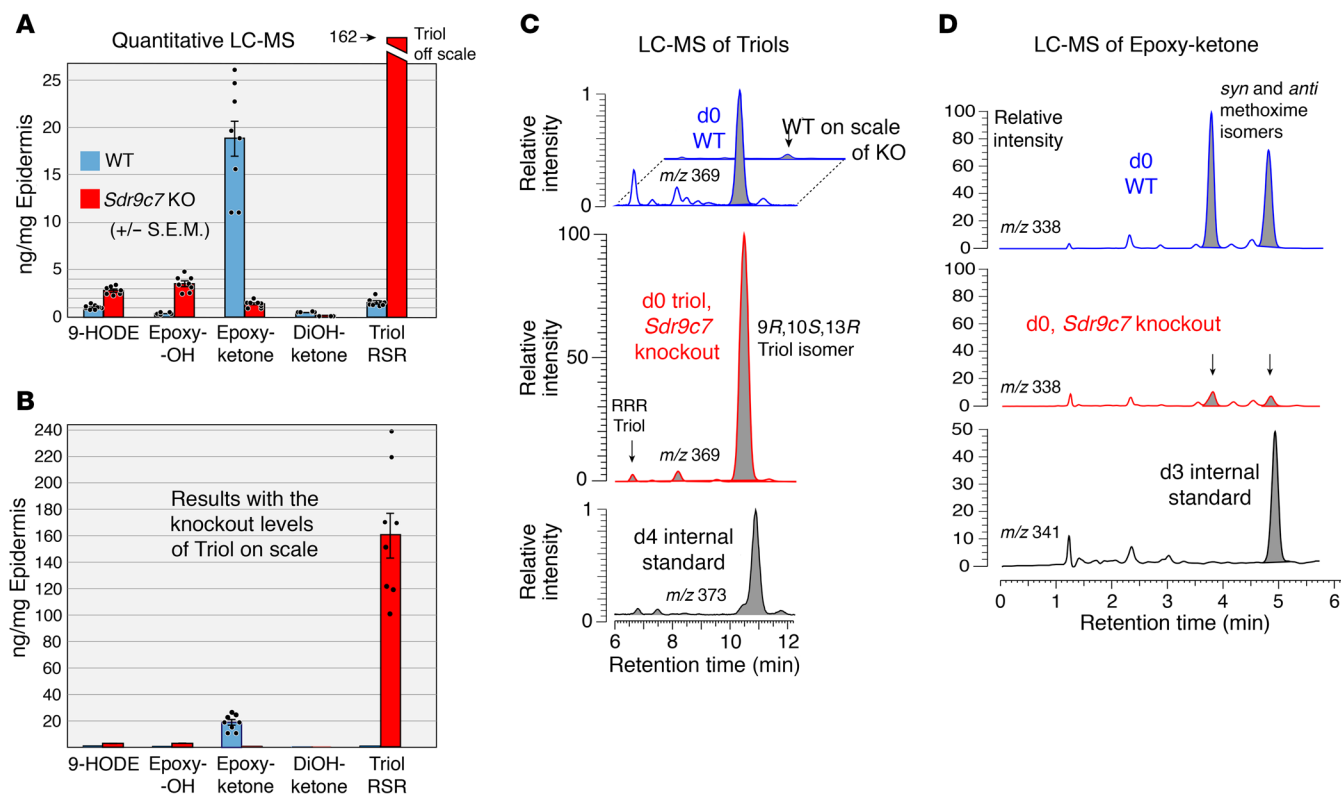 A
Quantitative LC-MS
162
Triol
off scale
ng/mg Epidermis
25
20
15
10
5
0
WT
Sdr9c7 KO
(+/– S.E.M.)
9-HODE
Epoxy-
-OH
Epoxy-
ketone
DiOH-
ketone
Triol
RSR
B
ng/mg Epidermis
240
220
200
180
160
140
120
100
80
60
40
20
Results with the
knockout levels
of Triol on scale
9-HODE
Epoxy-
-OH
Epoxy-
ketone
DiOH-
ketone
Triol
RSR
C
LC-MS of Triols
Relative
intensity
1
0
d0
WT
WT on scale
of KO
m/z 369
Relative
intensity
100
50
0
d0 triol,
Sdr9c7
knockout
9R,10S,13R
Triol isomer
RRR
Triol
m/z 369
Relative
intensity
1
0
d4 internal
standard
m/z 373
6
8
10
12
Retention time (min)
D
LC-MS of Epoxy-ketone
100
80
60
40
20
0
Relative
intensity
syn and anti
methoxime
isomers
d0
WT
m/z 338
100
80
60
40
20
0
d0, Sdr9c7 knockout
m/z 338
50
40
30
20
10
0
d3 internal
standard
m/z 341
0
1
2
3
4
5
6
Retention time (min)